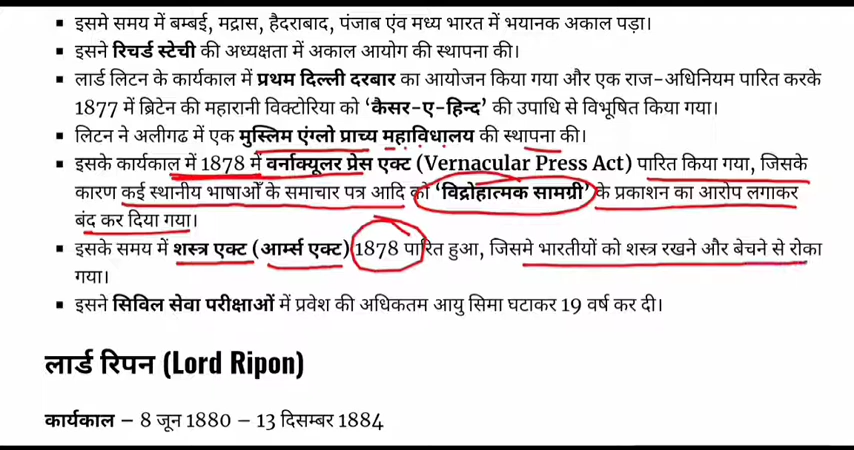 ▪ इसमे समय में बम्बई, मद्रास, हैदराबाद, पंजाब एंव मध्य भारत में भयानक अकाल पड़ा।
▪ इसने रिचर्ड स्टेची की अध्यक्षता में अकाल आयोग की स्थापना की।
▪ लार्ड लिटन के कार्यकाल में प्रथम दिल्ली दरबार का आयोजन किया गया और एक राज-अधिनियम पारित करके
1877 में ब्रिटेन की महारानी विक्टोरिया को ‘कैसर-ए-हिन्द’ की उपाधि से विभूषित किया गया।
▪ लिटन ने अलीगढ में एक मुस्लिम एंग्लो प्राच्य महाविधालय की स्थापना की।
▪ इसके कार्यकाल में 1878 में वर्नाक्यूलर प्रेस एक्ट (Vernacular Press Act) पारित किया गया, जिसके
कारण कई स्थानीय भाषाओँ के समाचार पत्र आदि को ‘विद्रोहात्मक सामग्री’ के प्रकाशन का आरोप लगाकर
बंद कर दिया गया।
▪ इसके समय में शस्त्र एक्ट (आर्म्स एक्ट) 1878 पारित हुआ, जिसमे भारतीयों को शस्त्र रखने और बेचने से रोका
गया।
▪ इसने सिविल सेवा परीक्षाओं में प्रवेश की अधिकतम आयु सिमा घटाकर 19 वर्ष कर दी।
लार्ड रिपन (Lord Ripon)
कार्यकाल – 8 जून 1880 – 13 दिसम्बर 1884